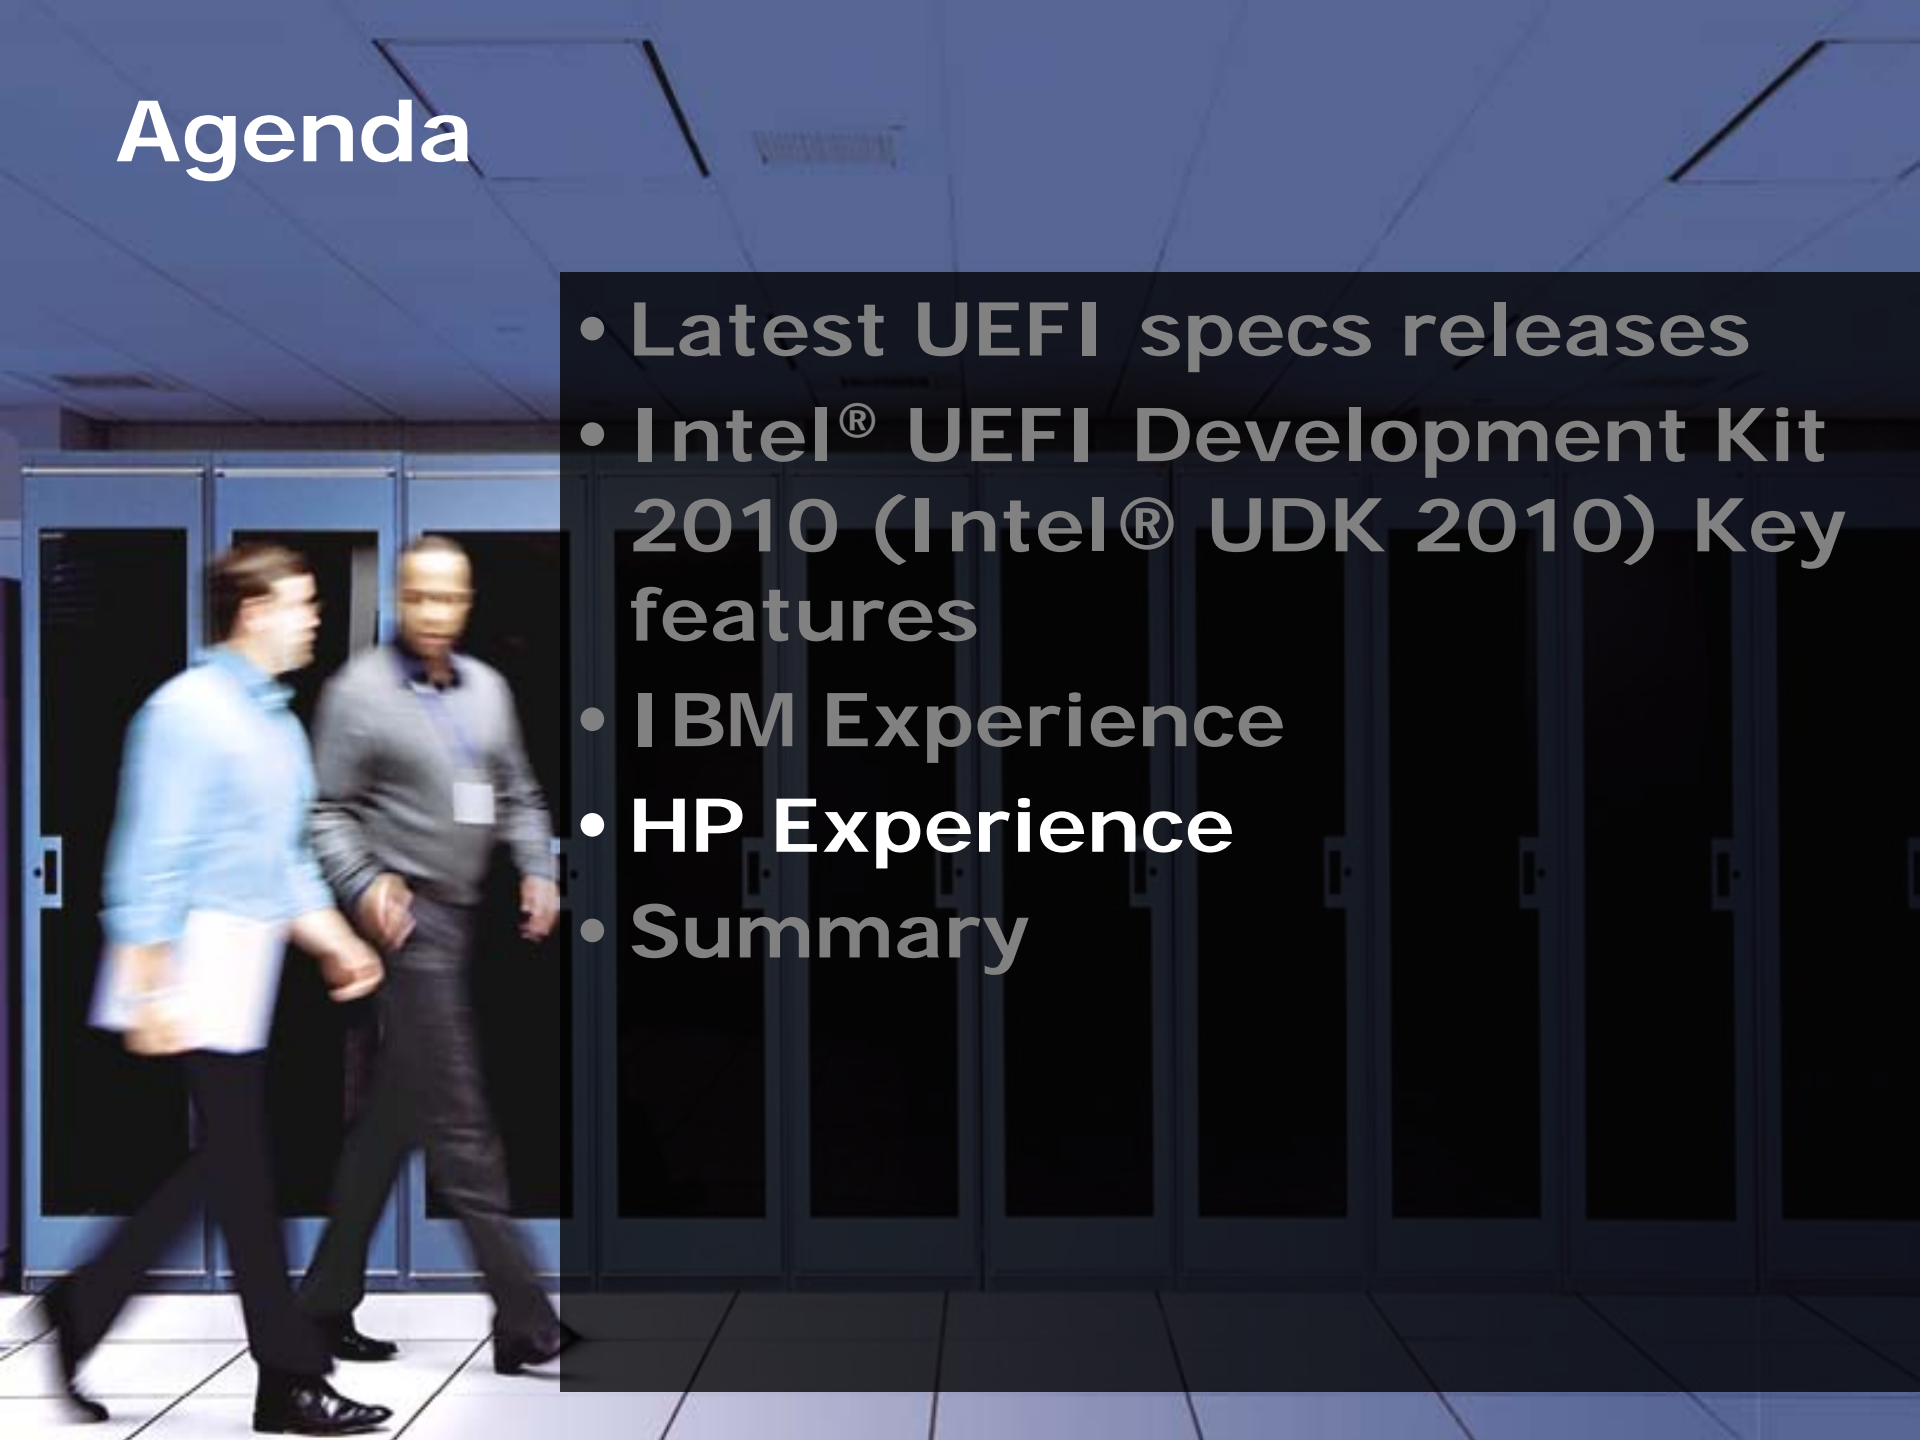 Agenda
• Latest UEFI specs releases
• Intel® UEFI Development Kit
2010 (Intel® UDK 2010) Key
features
• IBM Experience
• HP Experience
• Summary